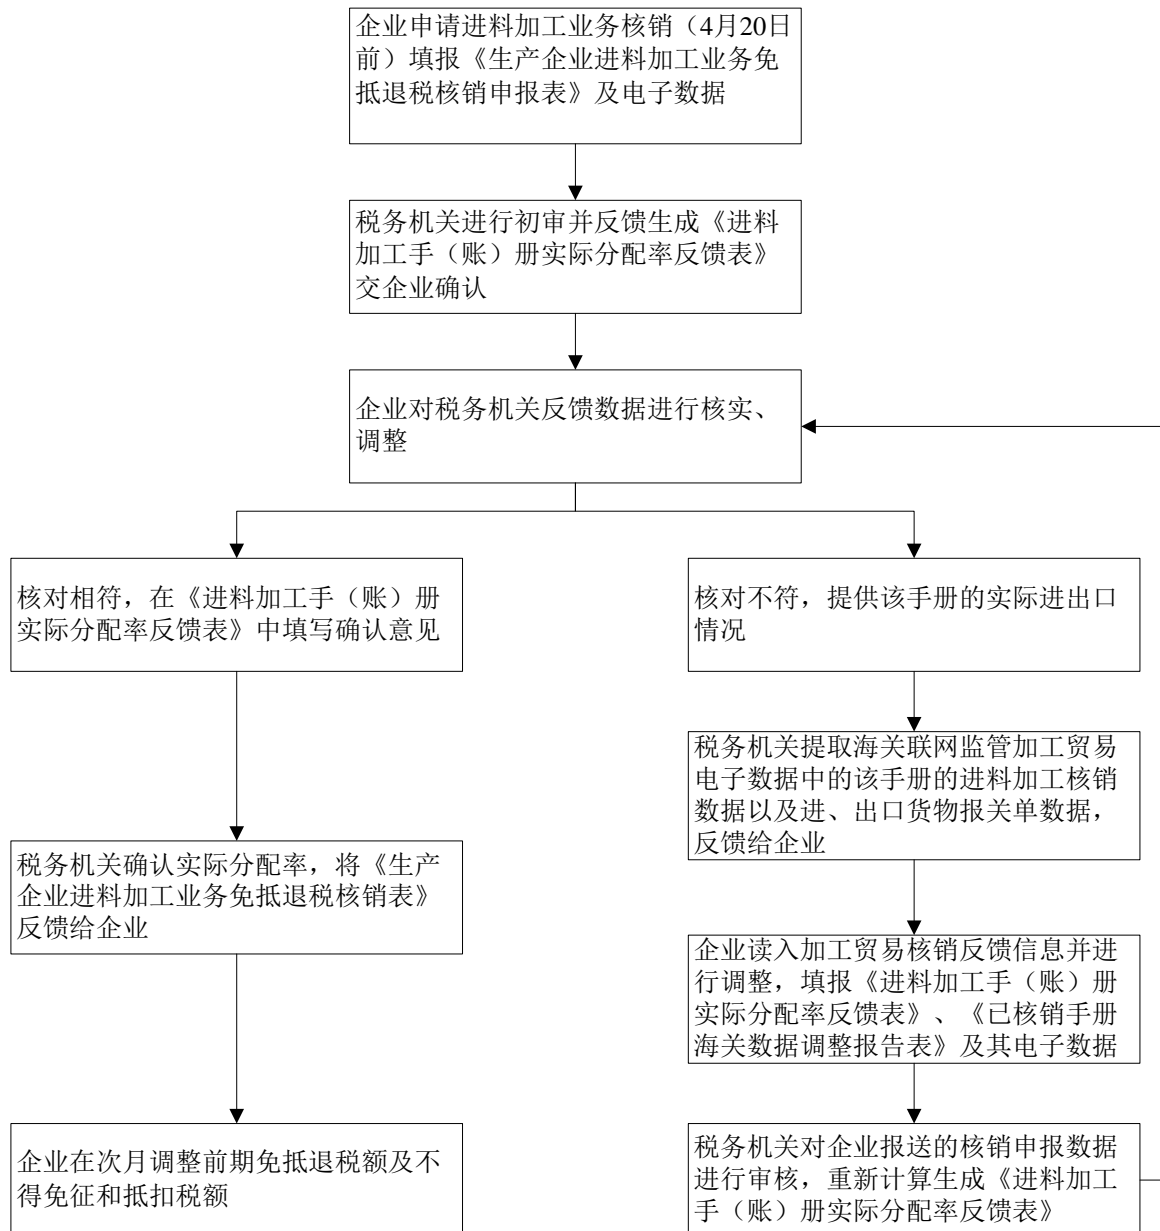 企业申请进料加工业务核销（4月20日
前）填报《生产企业进料加工业务免
抵退税核销申报表》及电子数据
税务机关进行初审并反馈生成《进料
加工手（账）册实际分配率反馈表》
交企业确认
企业对税务机关反馈数据进行核实、
调整
核对相符，在《进料加工手（账）册
实际分配率反馈表》中填写确认意见
税务机关确认实际分配率，将《生产
企业进料加工业务免抵退税核销表》
反馈给企业
企业在次月调整前期免抵退税额及不
得免征和抵扣税额
核对不符，提供该手册的实际进出口
情况
税务机关提取海关联网监管加工贸易
电子数据中的该手册的进料加工核销
数据以及进、出口货物报关单数据，
反馈给企业
企业读入加工贸易核销反馈信息并进
行调整，填报《进料加工手（账）册
实际分配率反馈表》、《已核销手册
海关数据调整报告表》及其电子数据
税务机关对企业报送的核销申报数据
进行审核，重新计算生成《进料加工
手（账）册实际分配率反馈表》